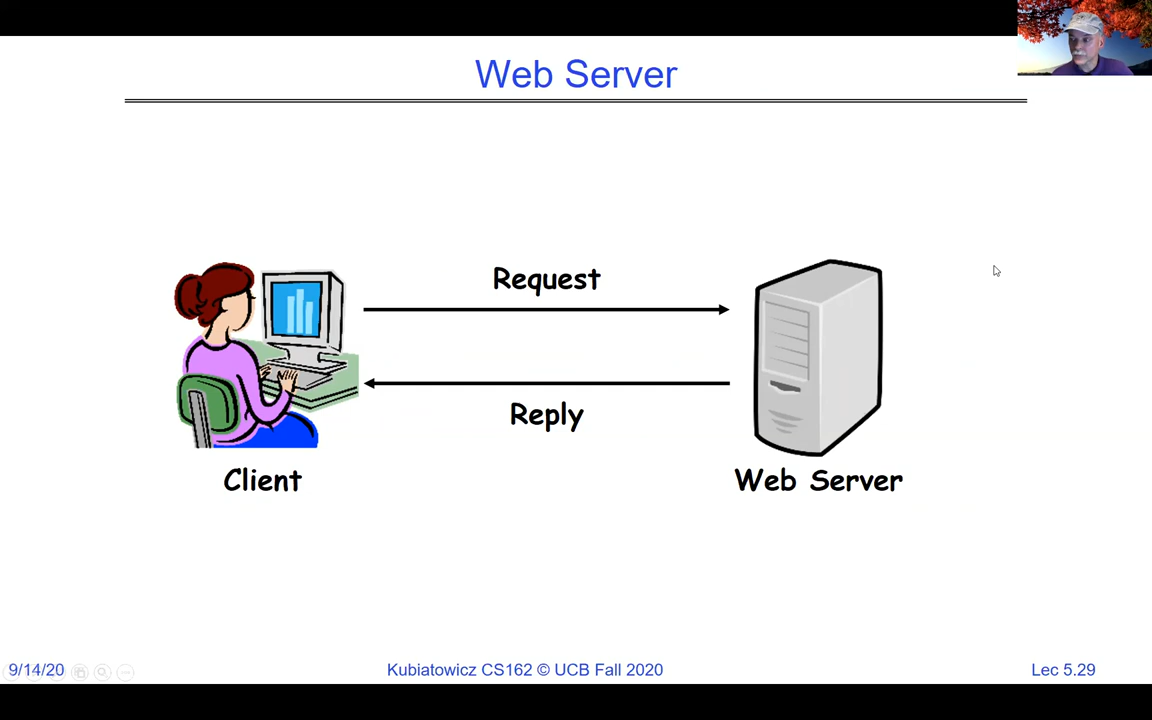 Web Server
Request
Reply
Client
Web Server
9/14/20
Kubiatowicz CS162 © UCB Fall 2020
Lec 5.29